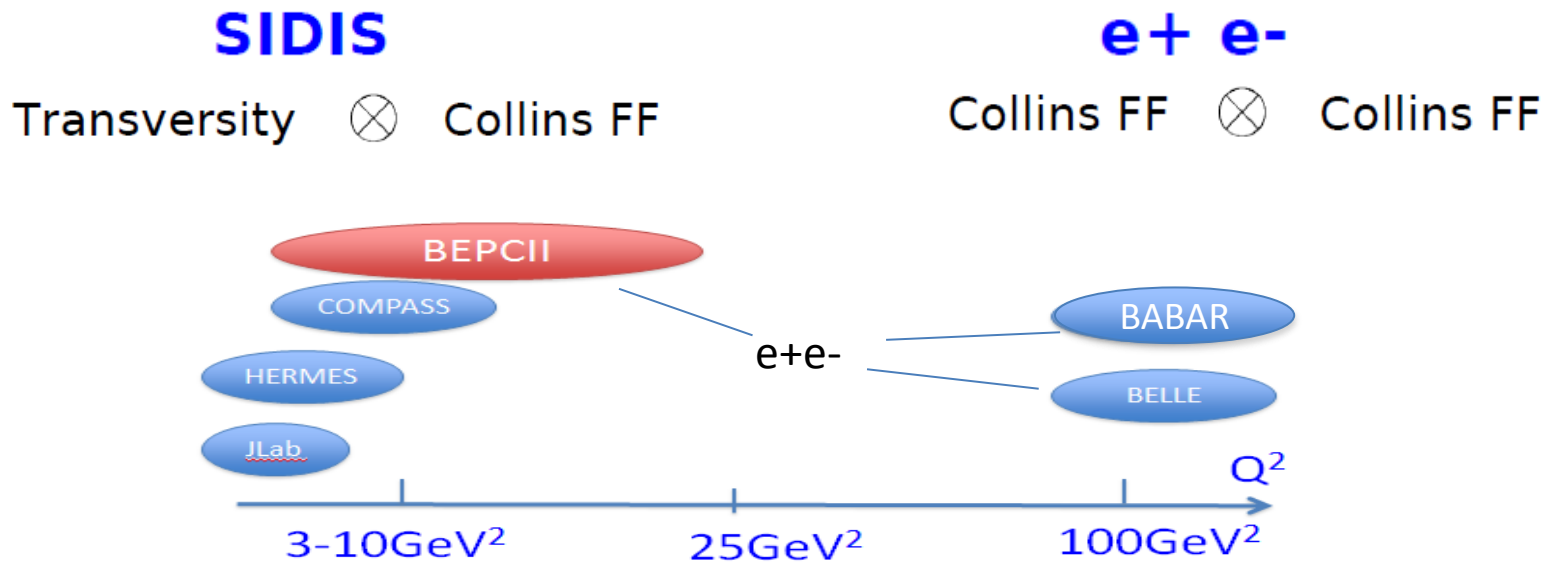 SIDIS
e+ e-
Transversity ⊗ Collins FF
Collins FF ⊗ Collins FF
BEPCII
COMPASS
BABAR
e+e-
HERMES
BELLE
JLab
Q²
3-10GeV²
25GeV²
100GeV²